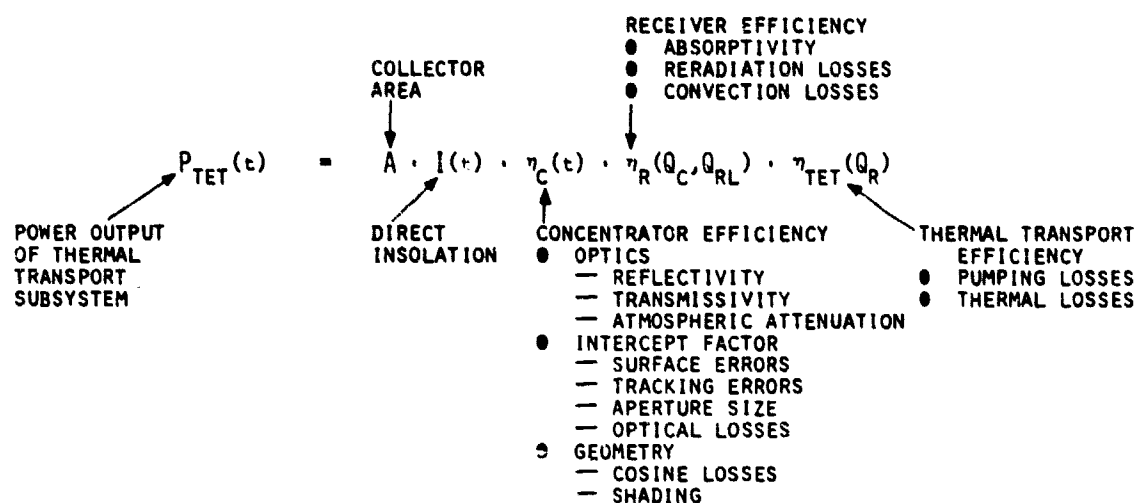 RECEIVER EFFICIENCY
● ABSORPTIVITY
● RERADIATION LOSSES
● CONVECTION LOSSES
COLLECTOR
AREA
P_TET(t) = A · I(t) · η_C(t) · η_R(Q_C,Q_RL) · η_TET(Q_R)
POWER OUTPUT
OF THERMAL
TRANSPORT
SUBSYSTEM
DIRECT
INSOLATION
CONCENTRATOR EFFICIENCY
● OPTICS
— REFLECTIVITY
— TRANSMISSIVITY
— ATMOSPHERIC ATTENUATION
● INTERCEPT FACTOR
— SURFACE ERRORS
— TRACKING ERRORS
— APERTURE SIZE
— OPTICAL LOSSES
● GEOMETRY
— COSINE LOSSES
— SHADING
THERMAL TRANSPORT
EFFICIENCY
● PUMPING LOSSES
● THERMAL LOSSES